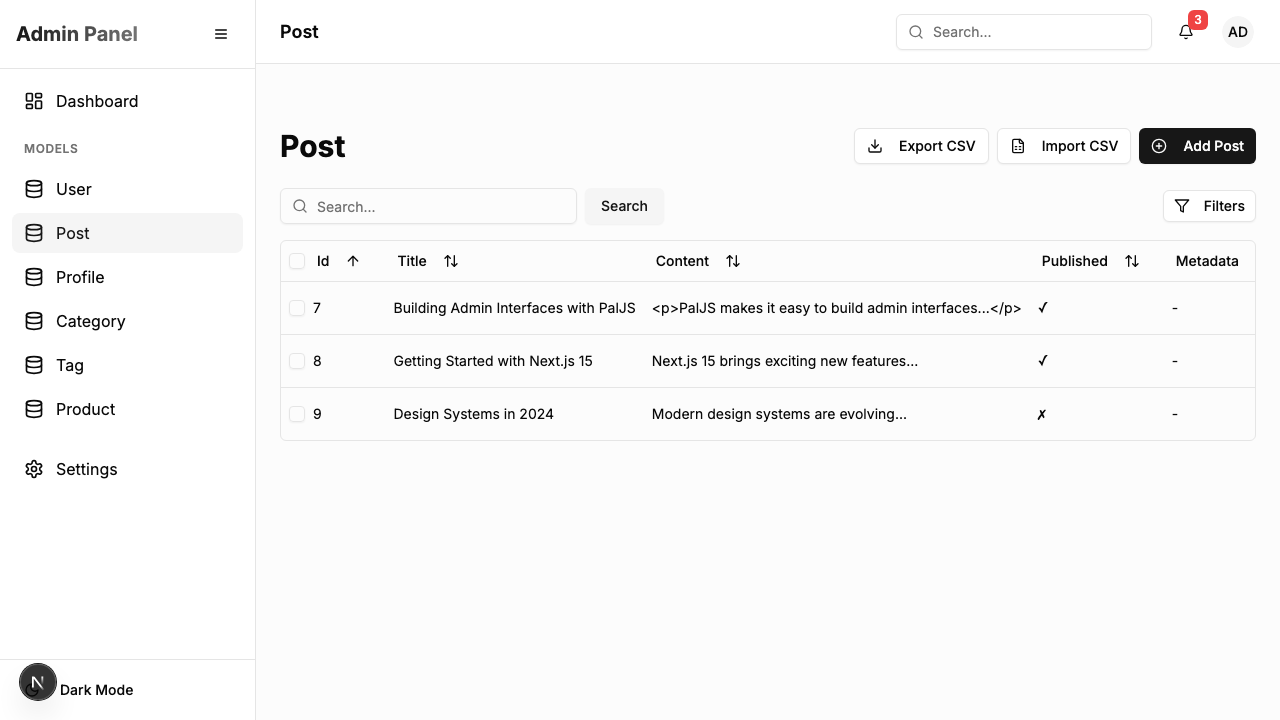 Admin Panel
Post
Search...
3
AD
Dashboard
MODELS
User
Post
Profile
Category
Tag
Product
Settings
N
Dark Mode
Post
Export CSV
Import CSV
Add Post
Search...
Search
Filters
Id Title Content Published Metadata
7 Building Admin Interfaces with PalJS <p>PalJS makes it easy to build admin interfaces...</p> ✓ -
8 Getting Started with Next.js 15 Next.js 15 brings exciting new features... ✓ -
9 Design Systems in 2024 Modern design systems are evolving... ✗ -